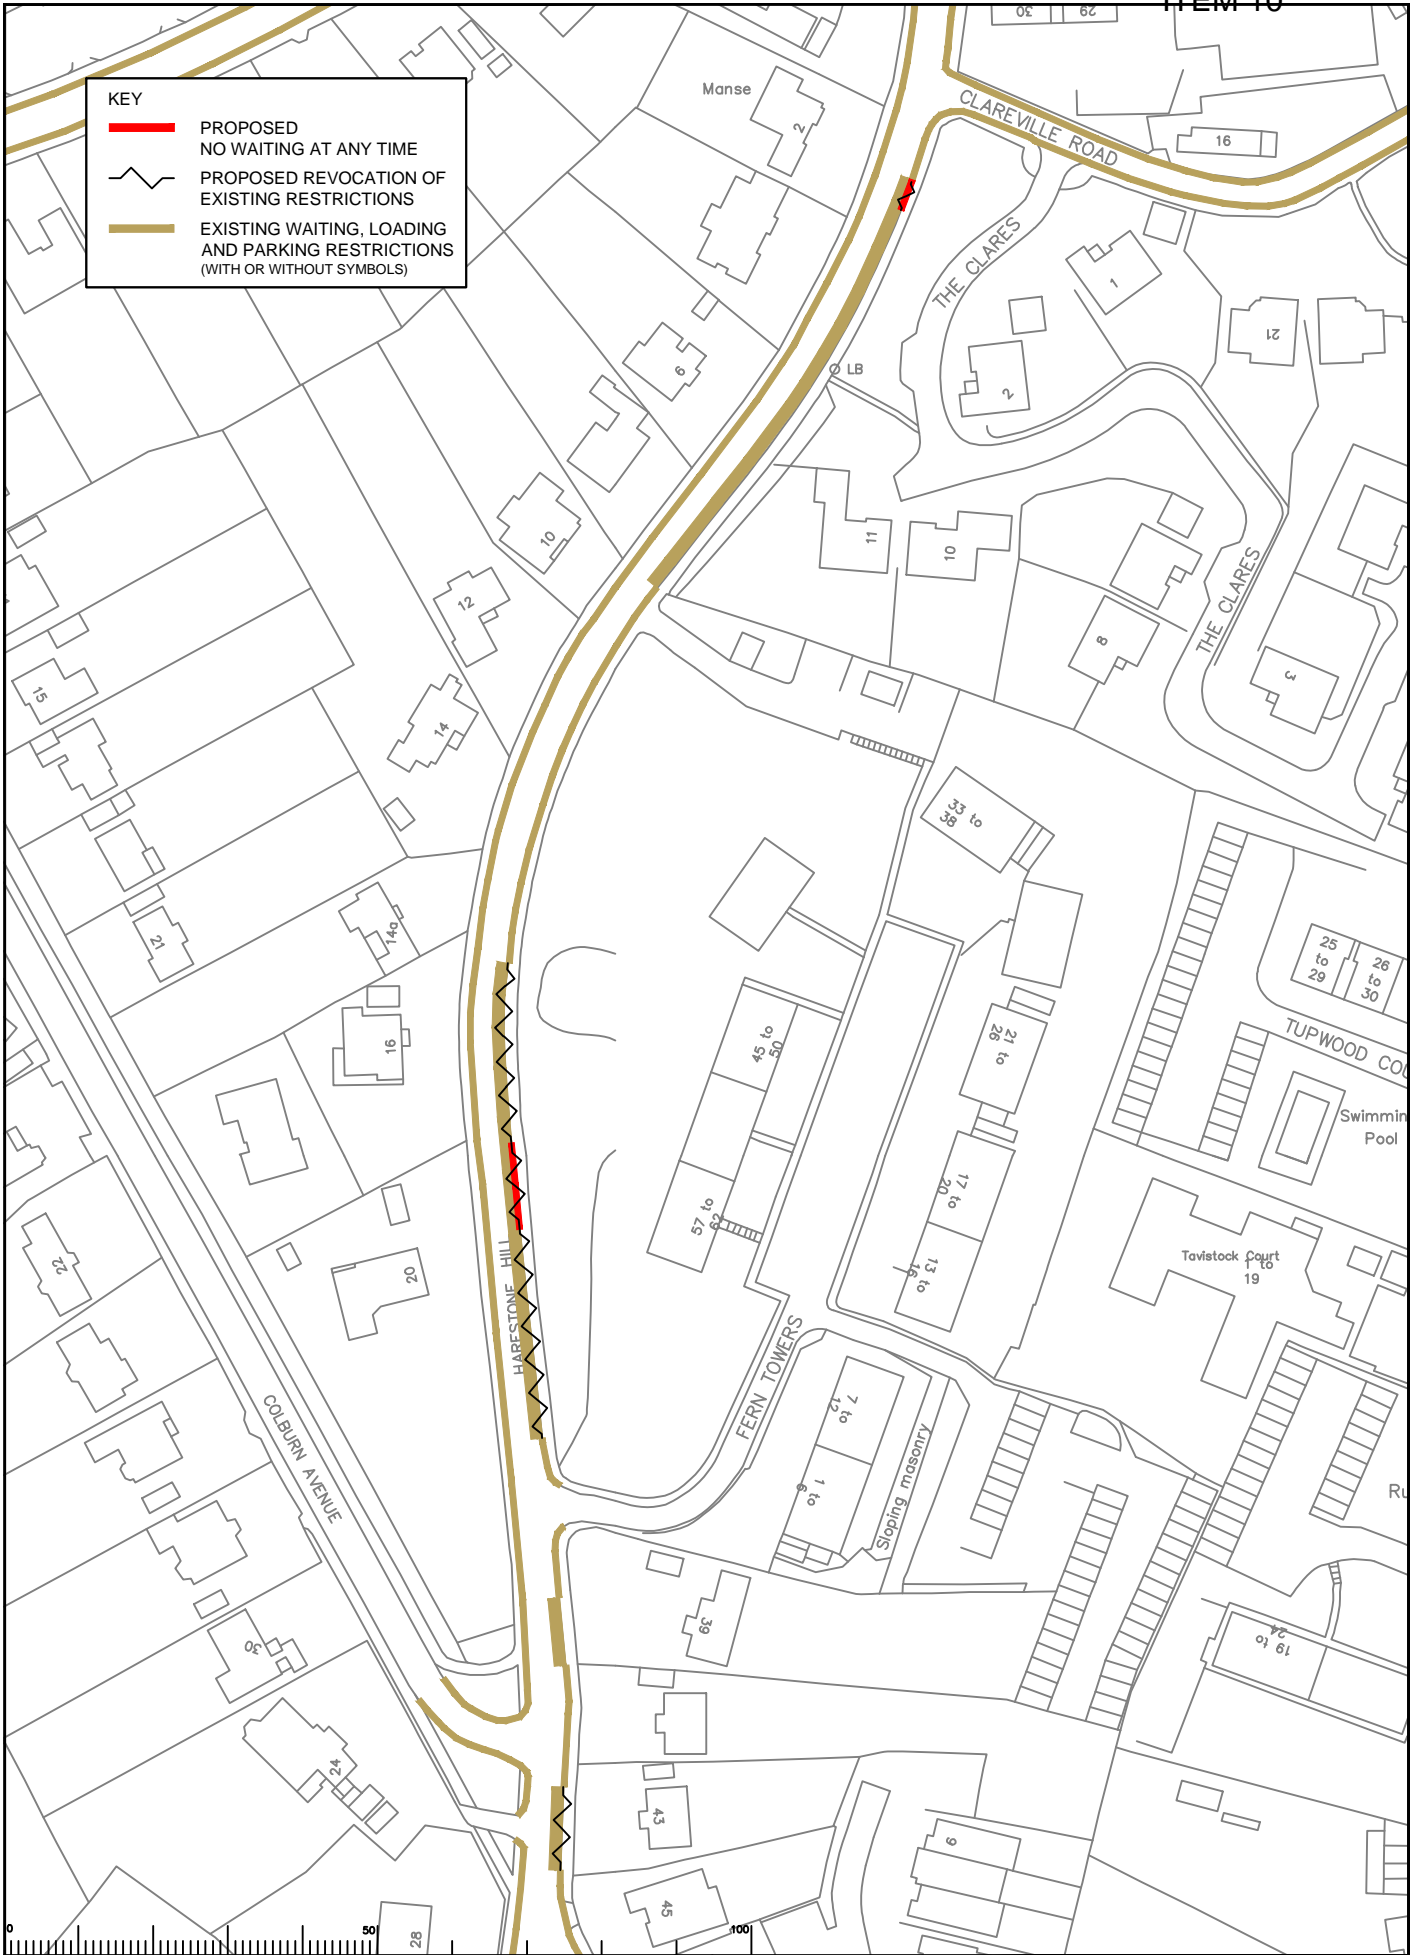 ITEM 10
KEY
PROPOSED
NO WAITING AT ANY TIME
PROPOSED REVOCATION OF
EXISTING RESTRICTIONS
EXISTING WAITING, LOADING
AND PARKING RESTRICTIONS
(WITH OR WITHOUT SYMBOLS)
30
29
Manse
2
CLAREVILLE ROAD
16
THE CLARES
1
21
6
LB
2
10
11
10
12
THE CLARES
8
3
15
14
33 to
38
21
14a
25
to
29
26
to
30
16
45 to
50
21 to
26
TUPWOOD COU
Swimmin
Pool
17 to
20
57 to
62
22
20
HARESTONE HILL
13 to
16
Tavistock Court
1 to
19
FERN TOWERS
COLBURN AVENUE
7 to
12
1 to
6
Sloping masonry
Ru
39
30
19 to
24
24
43
9
45
28
0
50
100